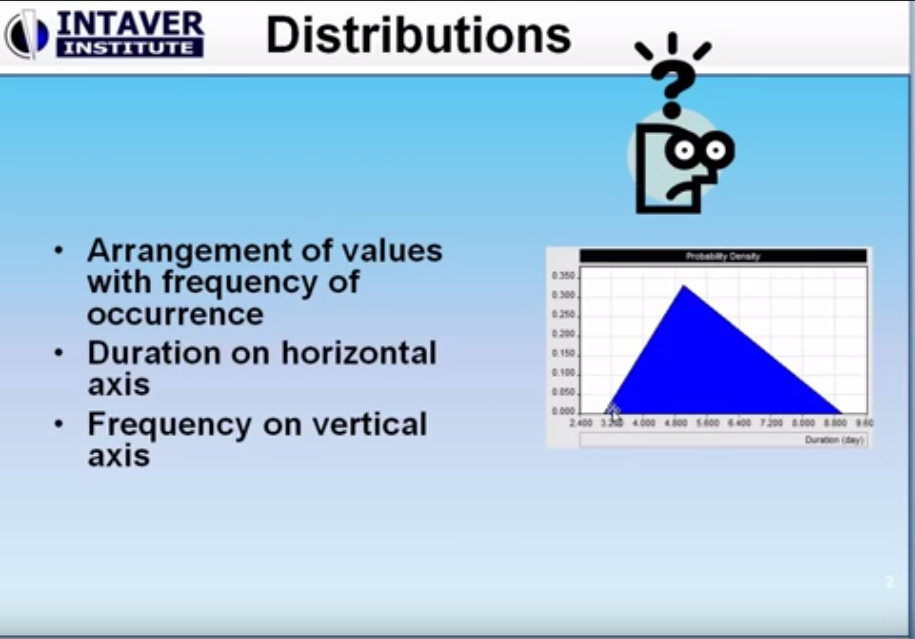 INTAVER
INSTITUTE
Distributions
?
• Arrangement of values
with frequency of
occurrence
• Duration on horizontal
axis
• Frequency on vertical
axis
Probability Density
0.350
0.300
0.250
0.200
0.150
0.100
0.050
0.000
2.400 4.000 4.800 5.600 6.400 7.200 8.000 8.800 9.60
Duration (day)
2